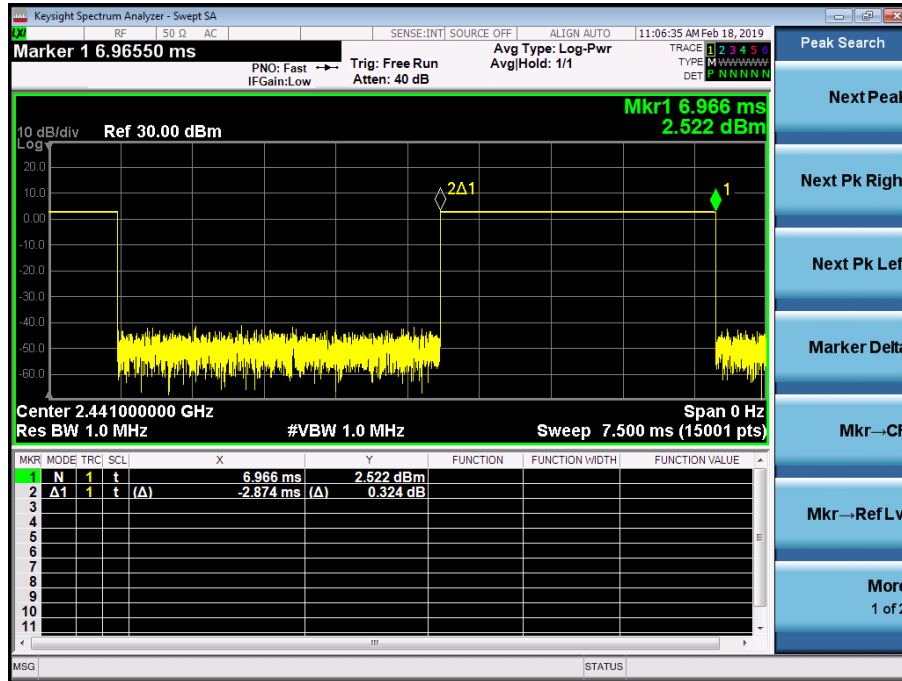 Keysight Spectrum Analyzer - Swept SA
LXI RF 50 Ω AC SENSE:INT SOURCE OFF ALIGN AUTO 11:06:35 AM Feb 18, 2019
Marker 1 6.96550 ms
PNO: Fast
IFGain:Low
Trig: Free Run
Atten: 40 dB
Avg Type: Log-Pwr
Avg|Hold: 1/1
TRACE 1 2 3 4 5 6
TYPE M WWWWW
DET P N N N N N
Peak Search
Next Peak
Next Pk Righ
Next Pk Lef
Marker Delta
Mkr→CF
Mkr→Ref Lv
More
1 of 2
Mkr1 6.966 ms
2.522 dBm
10 dB/div Ref 30.00 dBm
Log
20.0
10.0
0.00
-10.0
-20.0
-30.0
-40.0
-50.0
-60.0
2Δ1
1
Center 2.441000000 GHz Span 0 Hz
Res BW 1.0 MHz #VBW 1.0 MHz Sweep 7.500 ms (15001 pts)
MKR MODE TRC SCL X Y FUNCTION FUNCTION WIDTH FUNCTION VALUE
1 N 1 t 6.966 ms 2.522 dBm
2 Δ1 1 t (Δ) -2.874 ms (Δ) 0.324 dB
3
4
5
6
7
8
9
10
11
MSG STATUS